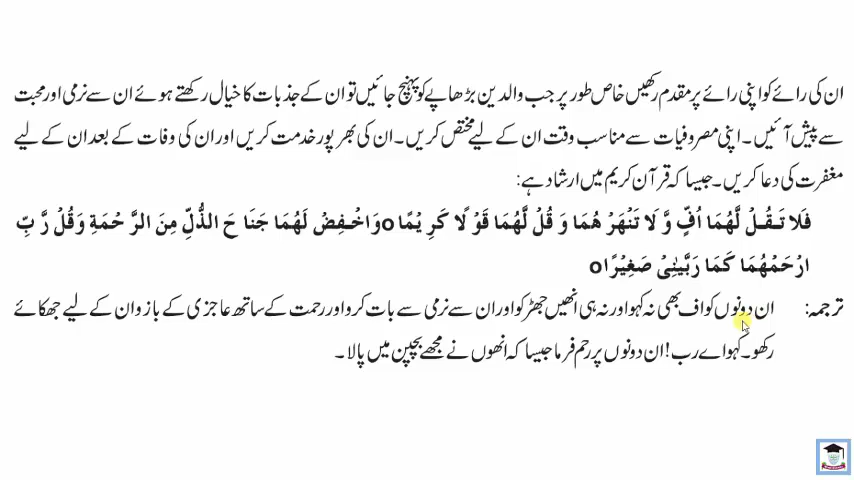 ان کی رائے کو اپنی رائے پر مقدم رکھیں خاص طور پر جب والدین بڑھاپے کو پہنچ جائیں تو ان کے جذبات کا خیال رکھتے ہوئے ان سے نرمی اور محبت
سے پیش آئیں۔ اپنی مصروفیات سے مناسب وقت ان کے لیے مختص کریں۔ ان کی بھر پور خدمت کریں اور ان کی وفات کے بعد ان کے لیے
مغفرت کی دعا کریں۔ جیسا کہ قرآن کریم میں ارشاد ہے:
فَلَا تَـقُـلْ لَّهُمَا اُفٍّ وَّ لَا تَنْهَرْ هُمَا وَ قُلْ لَّهُمَا قَوْ لًا كَرِ يْمًا o وَاخْـفِـضْ لَهُمَا جَنَا حَ الذُّلِّ مِنَ الرَّ حْمَةِ وَقُلْ رَّ بِّ
ارْحَمْهُمَا كَمَا رَبَّيٰنِىْ صَغِيْرًا o
ترجمہ: ان دونوں کو اف بھی نہ کہو اور نہ ہی انھیں جھڑکو اور ان سے نرمی سے بات کرو اور رحمت کے ساتھ عاجزی کے بازو ان کے لیے جھکائے
رکھو۔ کہو اے رب! ان دونوں پر رحم فرما جیسا کہ انھوں نے مجھے بچپن میں پالا۔